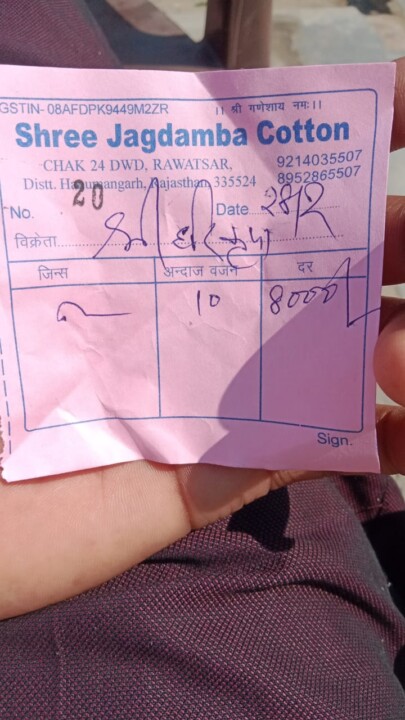 GSTIN- 08AFDPK9449M2ZR ।। श्री गणेशाय नमः।।
Shree Jagdamba Cotton
CHAK 24 DWD, RAWATSAR, 9214035507
Distt. Hanumangarh, Rajasthan, 335524 8952865507
No. 20 Date
विक्रेता श्री
जिन्स अन्दाज वजन दर
10 8000
Sign.